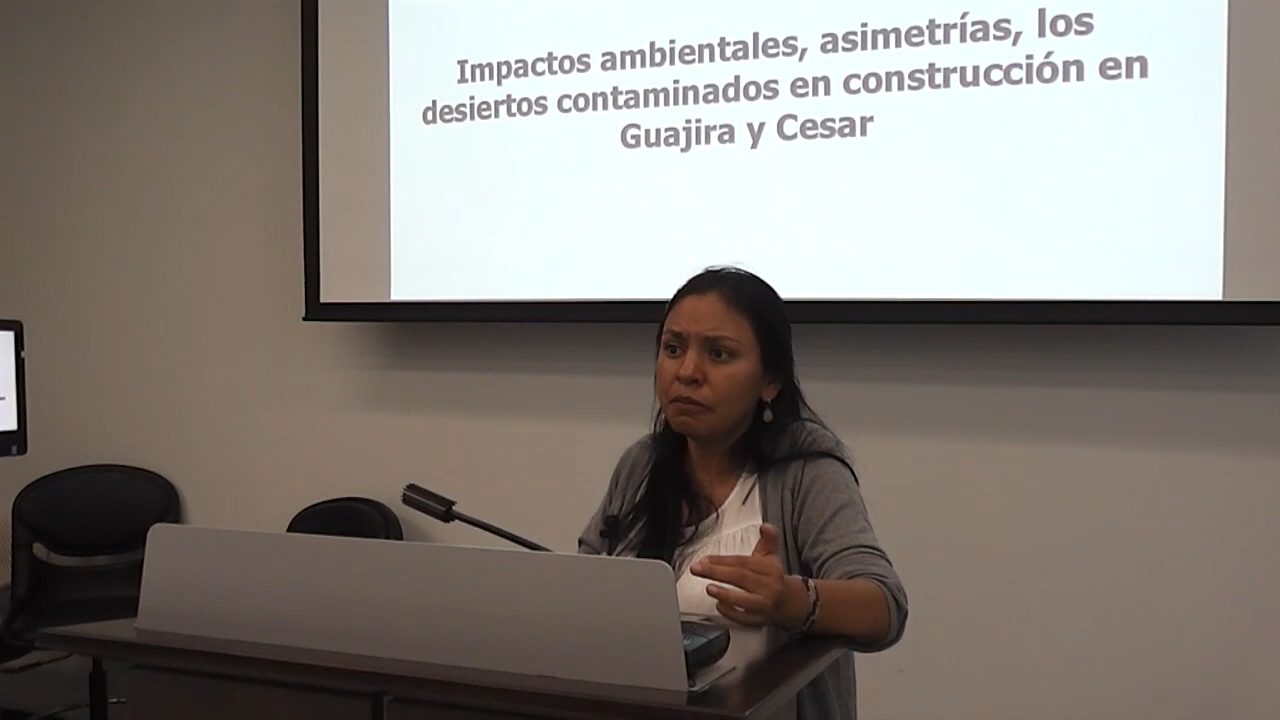 Impactos ambientales, asimetrías, los
desiertos contaminados en construcción en
Guajira y Cesar